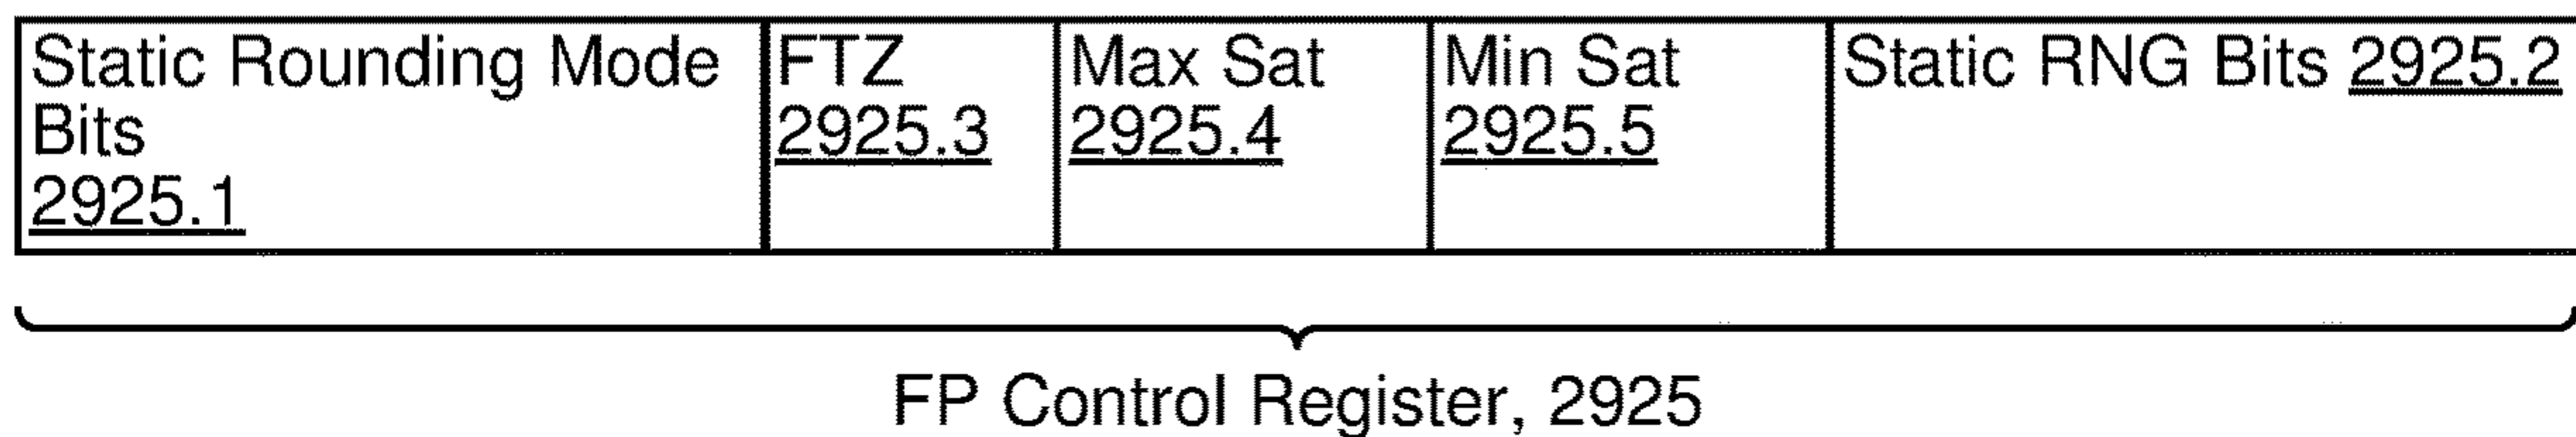 Static Rounding Mode
Bits
2925.1
FTZ
2925.3
Max Sat
2925.4
Min Sat
2925.5
Static RNG Bits 2925.2
FP Control Register, 2925